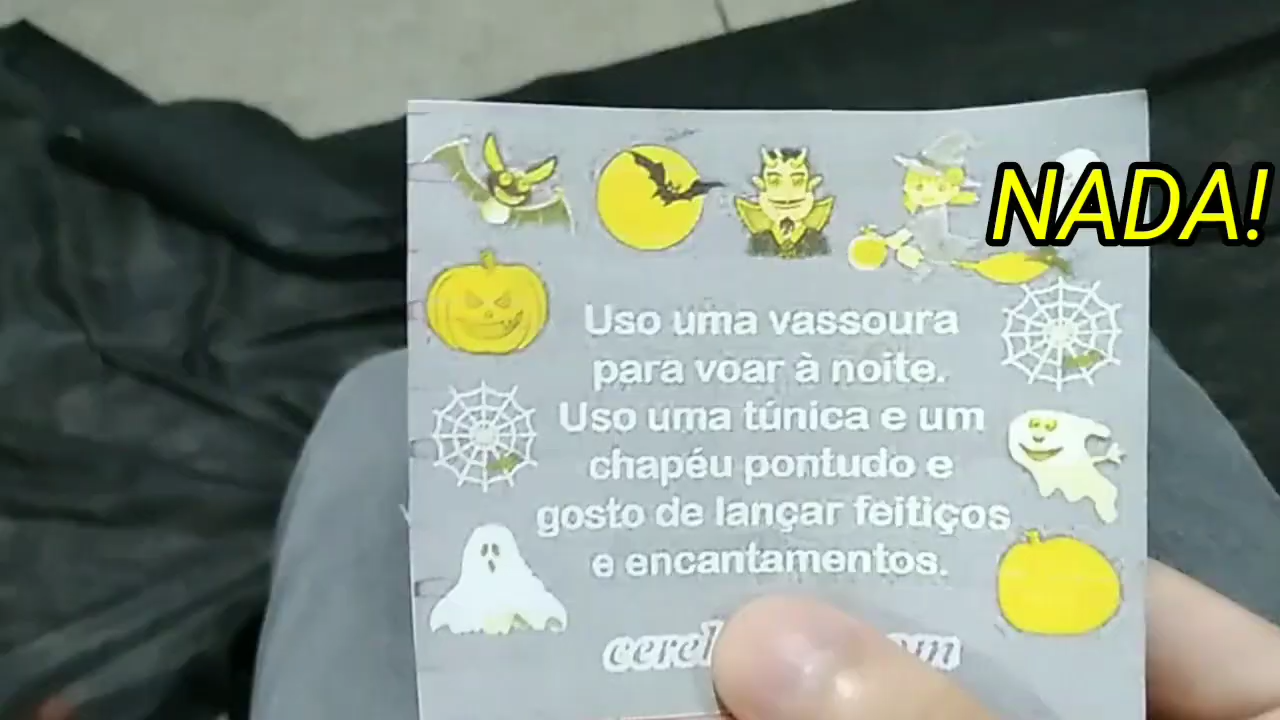 NADA!
Uso uma vassoura
para voar à noite.
Uso uma túnica e um
chapéu pontudo e
gosto de lançar feitiços
e encantamentos.